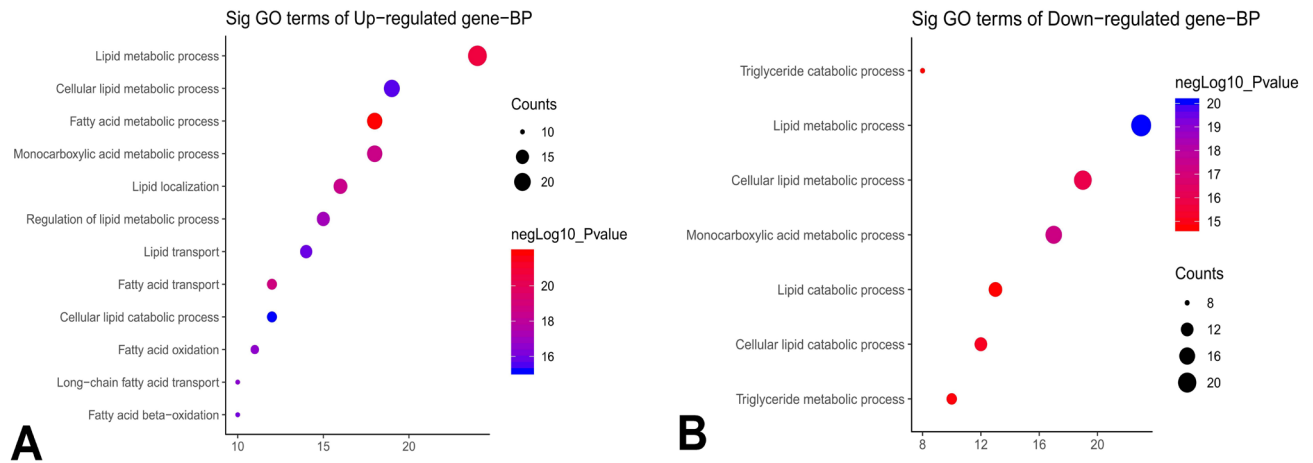 Sig GO terms of Up−regulated gene−BP
Lipid metabolic process
Cellular lipid metabolic process
Fatty acid metabolic process
Monocarboxylic acid metabolic process
Lipid localization
Regulation of lipid metabolic process
Lipid transport
Fatty acid transport
Cellular lipid catabolic process
Fatty acid oxidation
Long−chain fatty acid transport
Fatty acid beta−oxidation
10 15 20
Counts
10
15
20
negLog10_Pvalue
20
18
16
A
Sig GO terms of Down−regulated gene−BP
Triglyceride catabolic process
Lipid metabolic process
Cellular lipid metabolic process
Monocarboxylic acid metabolic process
Lipid catabolic process
Cellular lipid catabolic process
Triglyceride metabolic process
8 12 16 20
negLog10_Pvalue
20
19
18
17
16
15
Counts
8
12
16
20
B